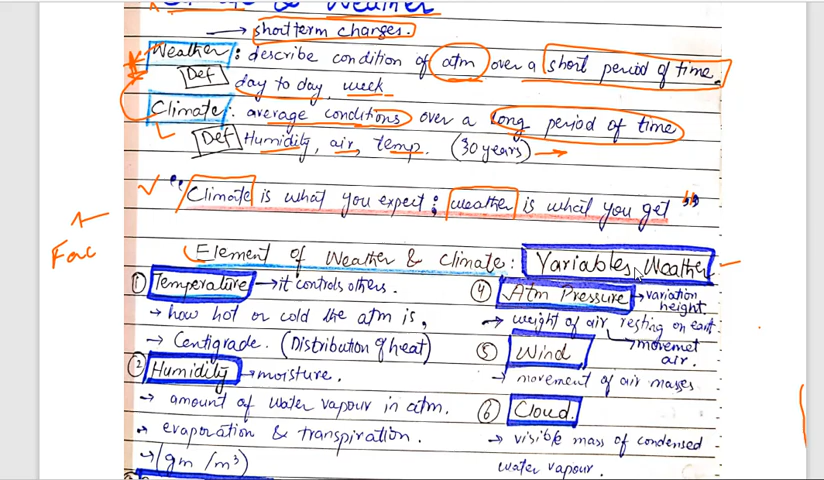 & Weather
→ short term changes.
Weather : describe condition of atm over a short period of time.
Def day to day, week
Climate : average conditions over a long period of time
Def Humidity, air, temp. (30 years) →
" Climate is what you expect ; weather is what you get "
Fac
Element of Weather & Climate : Variables Weather
① Temperature → it controls others.
→ how hot or cold the atm is,
→ Centigrade. (Distribution of heat)
② Humidity → moisture.
→ amount of water vapour in atm.
→ evaporation & transpiration.
→ (gm /m³)
④ Atm Pressure → variation height.
→ weight of air resting on eart
→ movemet air.
⑤ Wind
→ movement of air masses
⑥ Cloud.
→ visible mass of condensed
water vapour.